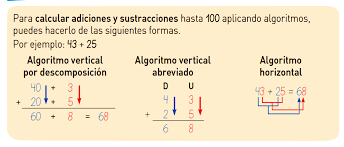 Para calcular adiciones y sustracciones hasta 100 aplicando algoritmos,
puedes hacerlo de las siguientes formas.
Por ejemplo: 43 + 25
Algoritmo vertical
por descomposición
40 + 3
+ 20 + 5
60 + 8 = 68
Algoritmo vertical
abreviado
D U
4 3
+ 2 5
6 8
Algoritmo
horizontal
43 + 25 = 68